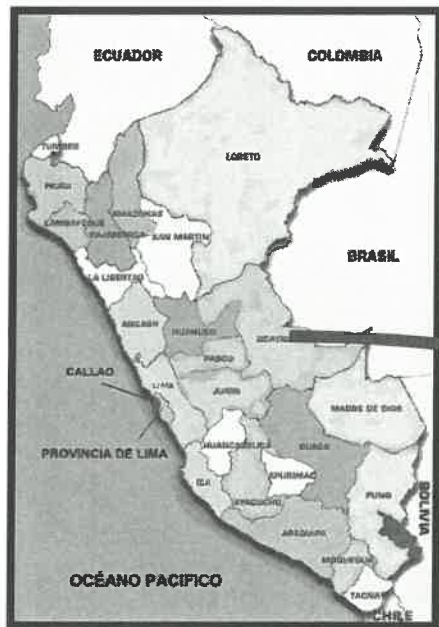 ECUADOR
COLOMBIA
TUMBES
LORETO
PIURA
AMAZONAS
LAMBAYEQUE
CAJAMARCA
SAN MARTIN
BRASIL
LA LIBERTAD
ANCASH
HUANUCO
PASCO
CALLAO
LIMA
JUNIN
MADRE DE DIOS
PROVINCIA DE LIMA
HUANCAVELICA
CUSCO
APURIMAC
ICA
AYACUCHO
PUNO
BOLIVIA
AREQUIPA
MOQUEGUA
OCÉANO PACIFICO
TACNA
CHILE